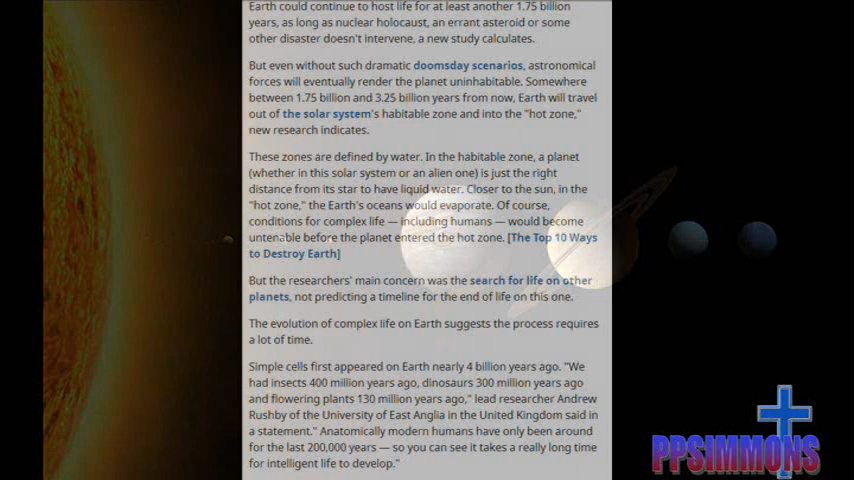 Earth could continue to host life for at least another 1.75 billion
years, as long as nuclear holocaust, an errant asteroid or some
other disaster doesn't intervene, a new study calculates.
But even without such dramatic doomsday scenarios, astronomical
forces will eventually render the planet uninhabitable. Somewhere
between 1.75 billion and 3.25 billion years from now, Earth will travel
out of the solar system's habitable zone and into the "hot zone,"
new research indicates.
These zones are defined by water. In the habitable zone, a planet
(whether in this solar system or an alien one) is just the right
distance from its star to have liquid water. Closer to the sun, in the
"hot zone," the Earth's oceans would evaporate. Of course,
conditions for complex life — including humans — would become
untenable before the planet entered the hot zone. [The Top 10 Ways
to Destroy Earth]
But the researchers' main concern was the search for life on other
planets, not predicting a timeline for the end of life on this one.
The evolution of complex life on Earth suggests the process requires
a lot of time.
Simple cells first appeared on Earth nearly 4 billion years ago. "We
had insects 400 million years ago, dinosaurs 300 million years ago
and flowering plants 130 million years ago," lead researcher Andrew
Rushby of the University of East Anglia in the United Kingdom said in
a statement." Anatomically modern humans have only been around
for the last 200,000 years — so you can see it takes a really long time
for intelligent life to develop."
PPSIMMONS